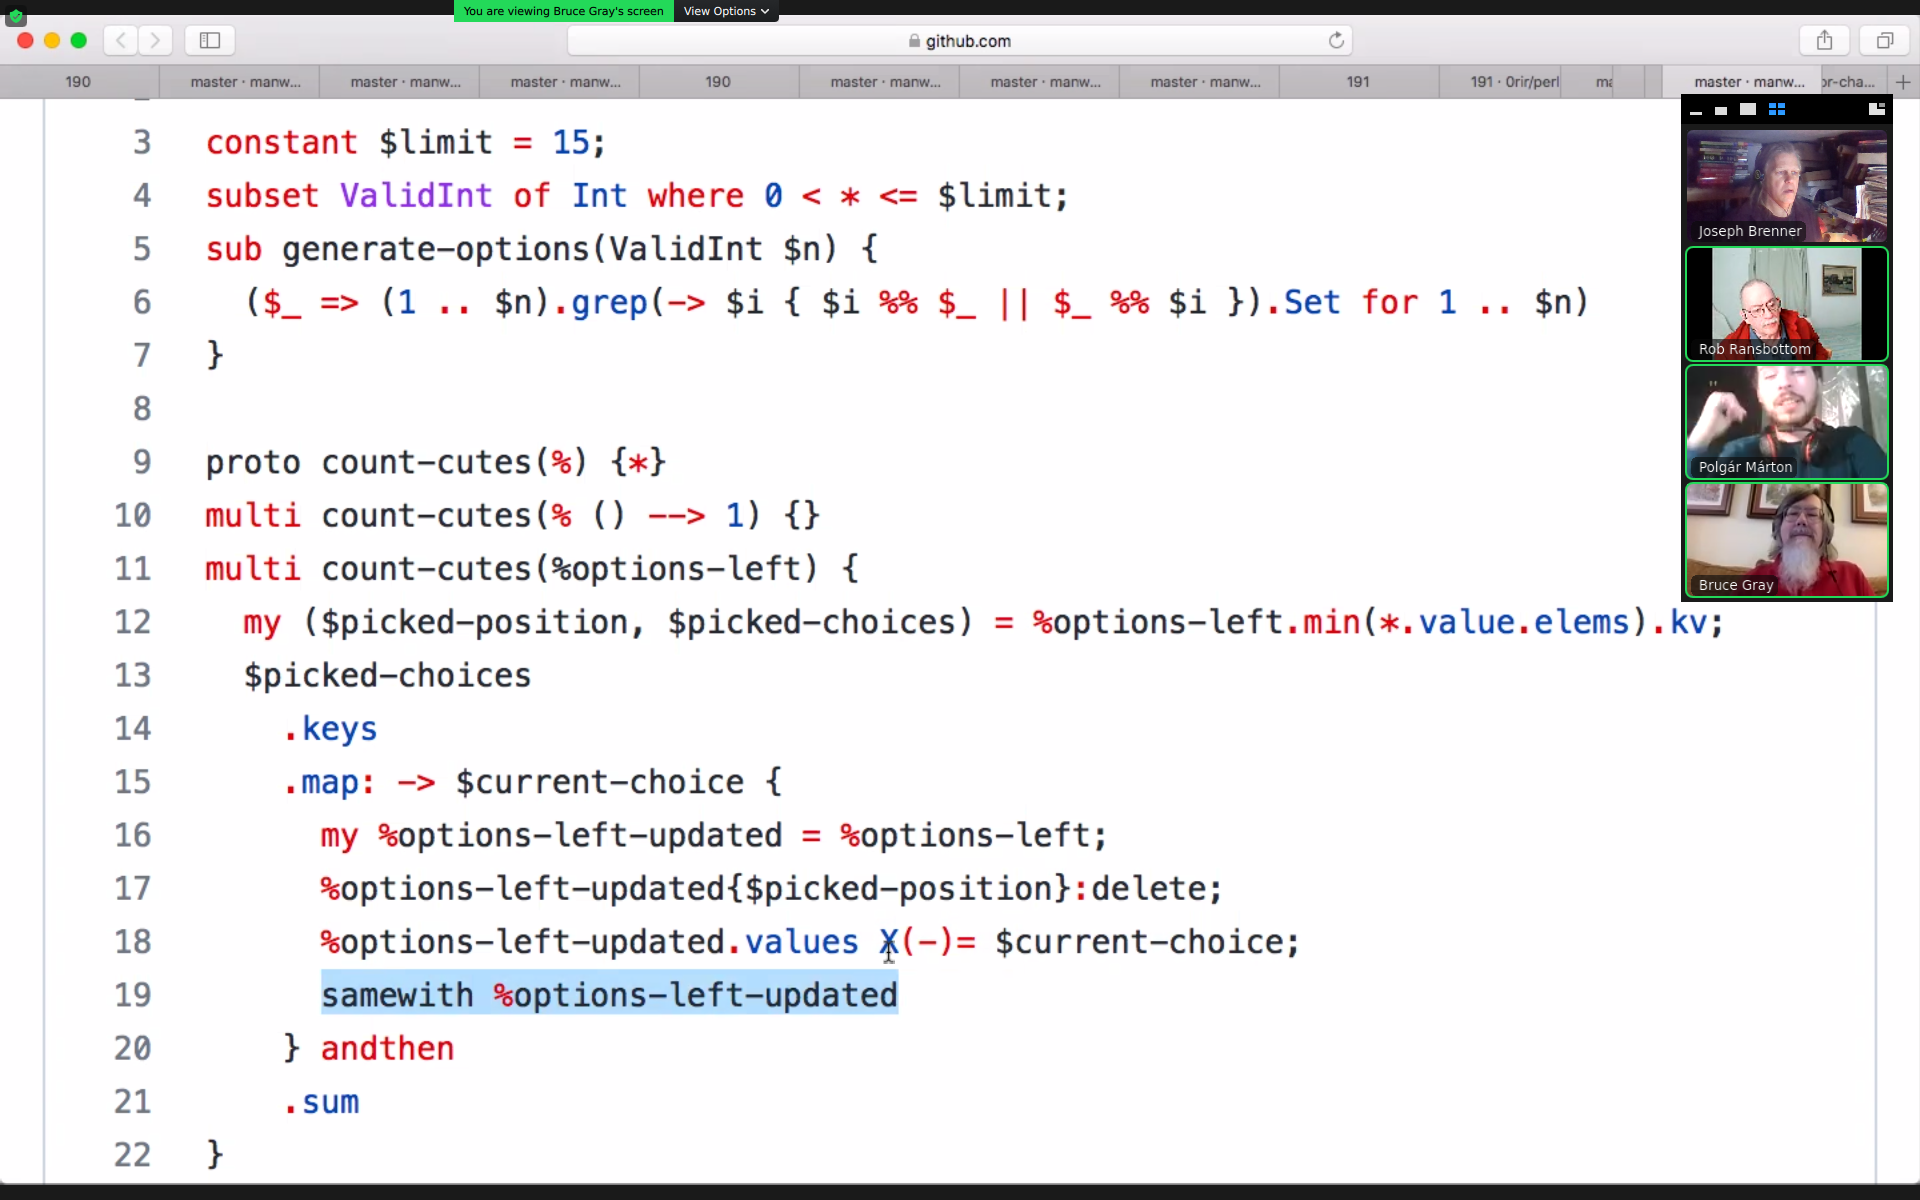 You are viewing Bruce Gray's screen View Options
github.com
190 master · manw... master · manw... master · manw... 190 master · manw... master · manw... master · manw... 191 191 · 0rir/perl ma master · manw... or-cha...
3 constant $limit = 15;
4 subset ValidInt of Int where 0 < * <= $limit;
5 sub generate-options(ValidInt $n) {
6 ($_ => (1 .. $n).grep(-> $i { $i %% $_ || $_ %% $i }).Set for 1 .. $n)
7 }
8
9 proto count-cutes(%) {*}
10 multi count-cutes(% () --> 1) {}
11 multi count-cutes(%options-left) {
12 my ($picked-position, $picked-choices) = %options-left.min(*.value.elems).kv;
13 $picked-choices
14 .keys
15 .map: -> $current-choice {
16 my %options-left-updated = %options-left;
17 %options-left-updated{$picked-position}:delete;
18 %options-left-updated.values X(-)= $current-choice;
19 samewith %options-left-updated
20 } andthen
21 .sum
22 }
Joseph Brenner
Rob Ransbottom
Polgár Márton
Bruce Gray